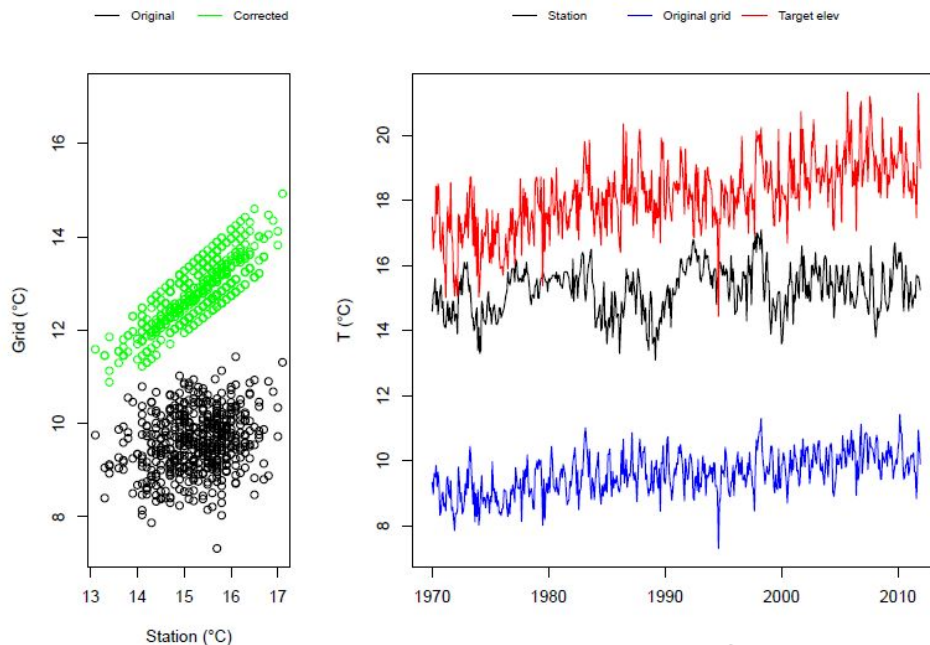 Original Corrected
Station Original grid Target elev
Grid (°C)
16
14
12
10
8
13 14 15 16 17
Station (°C)
T (°C)
20
18
16
14
12
10
8
1970 1980 1990 2000 2010